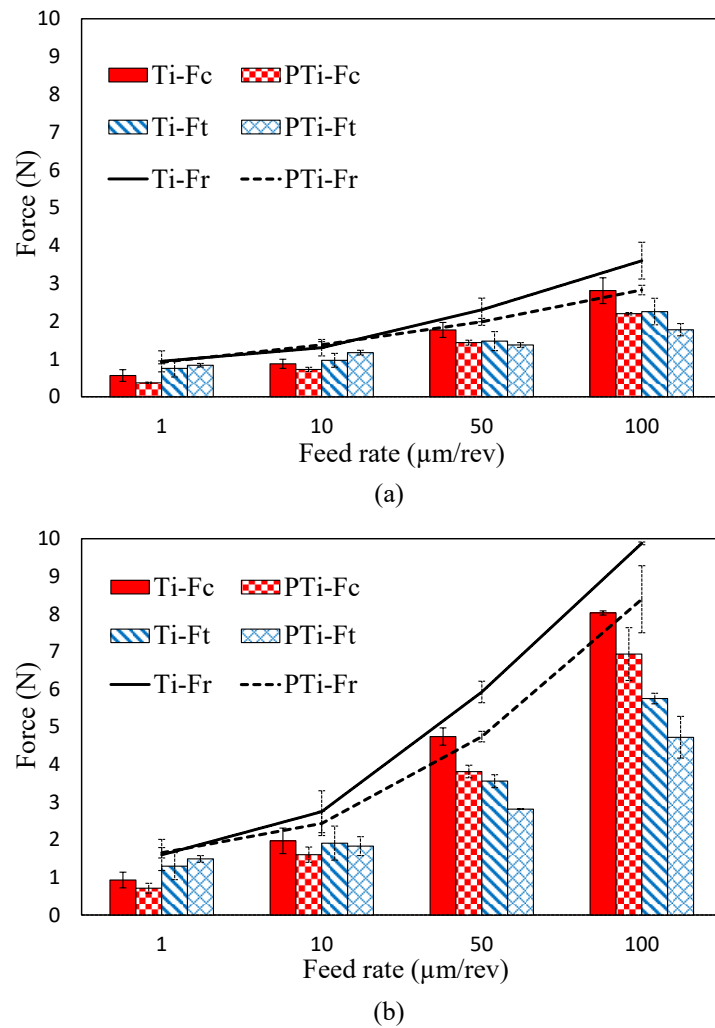 10
9
8
7
6
5
4
3
2
1
0
Force (N)
Ti-Fc PTi-Fc
Ti-Ft PTi-Ft
Ti-Fr PTi-Fr
1 10 50 100
Feed rate (µm/rev)
(a)
10
9
8
7
6
5
4
3
2
1
0
Force (N)
Ti-Fc PTi-Fc
Ti-Ft PTi-Ft
Ti-Fr PTi-Fr
1 10 50 100
Feed rate (µm/rev)
(b)